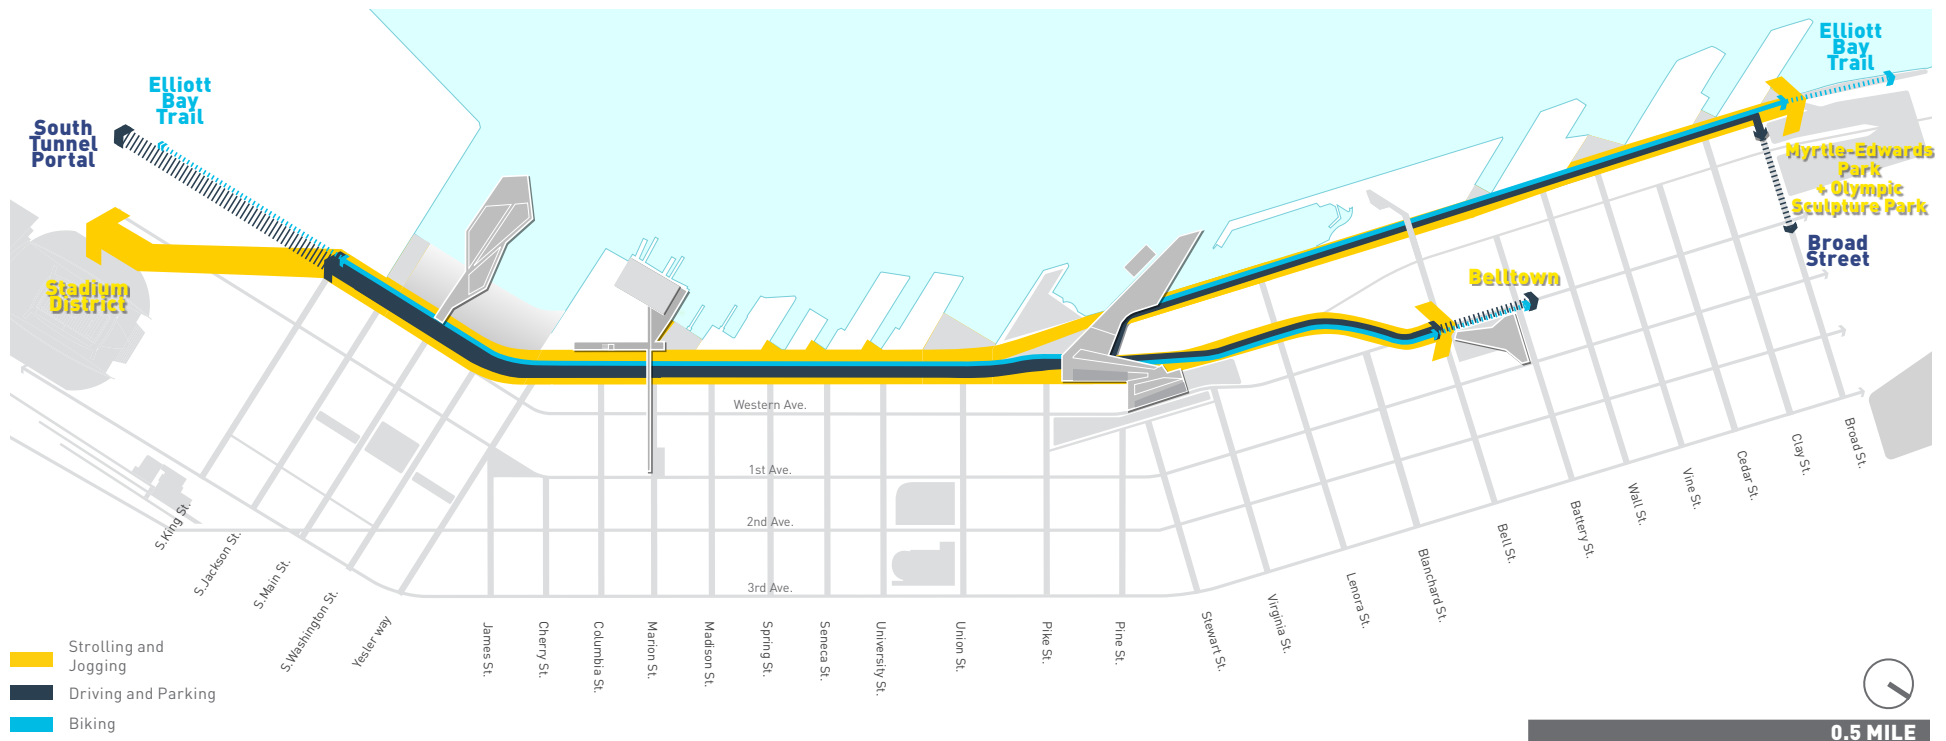 Elliott
Bay
Trail
South
Tunnel
Portal
Stadium
District
Elliott
Bay
Trail
Myrtle-Edwards
Park
+ Olympic
Sculpture Park
Broad
Street
Belltown
Western Ave.
1st Ave.
2nd Ave.
3rd Ave.
S.King St.
S.Jackson St.
S.Main St.
S.Washington St.
Yesler way
James St.
Cherry St.
Columbia St.
Marion St.
Madison St.
Spring St.
Seneca St.
University St.
Union St.
Pike St.
Pine St.
Stewart St.
Virginia St.
Lenora St.
Blanchard St.
Bell St.
Battery St.
Wall St.
Vine St.
Cedar St.
Clay St.
Broad St.
Strolling and
Jogging
Driving and Parking
Biking
0.5 MILE